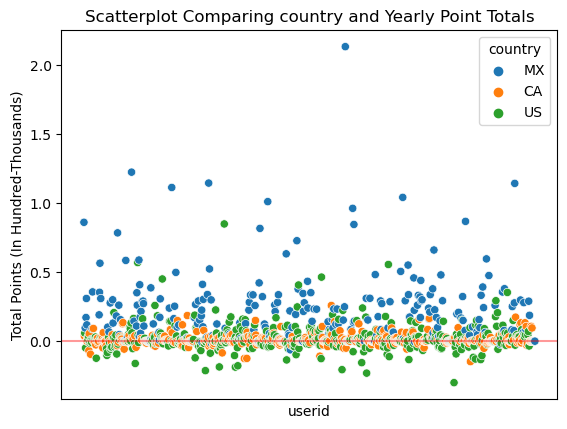 Scatterplot Comparing country and Yearly Point Totals
country
MX
CA
US
Total Points (In Hundred-Thousands)
2.0
1.5
1.0
0.5
0.0
userid